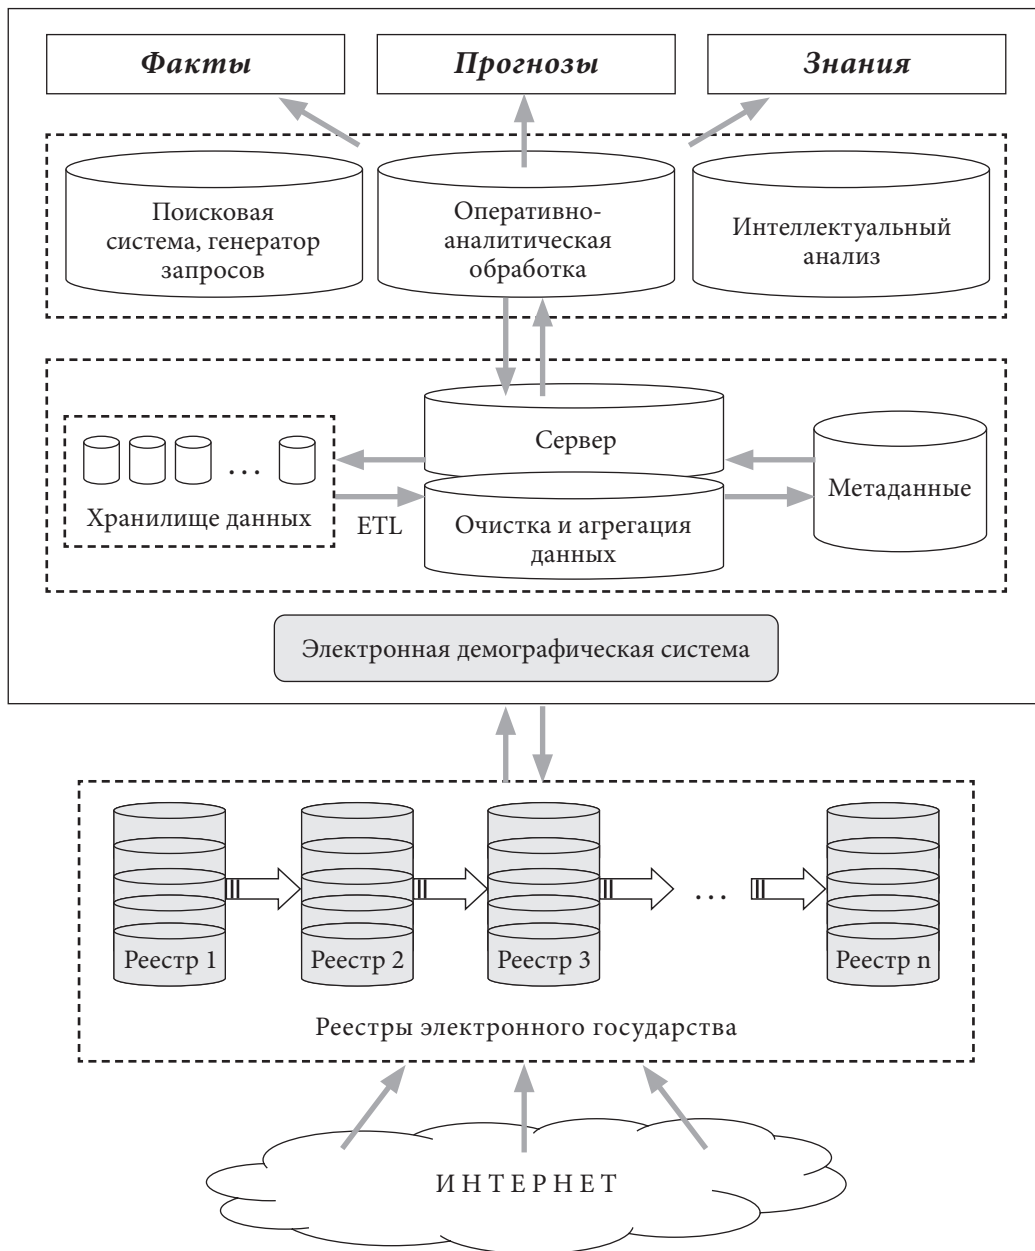 Факты
Прогнозы
Знания
Поисковая
система, генератор
запросов
Оперативно-
аналитическая
обработка
Интеллектуальный
анализ
Сервер
...
Хранилище данных
ETL
Очистка и агрегация
данных
Метаданные
Электронная демографическая система
...
Реестр 1
Реестр 2
Реестр 3
Реестр n
Реестры электронного государства
ИНТЕРНЕТ